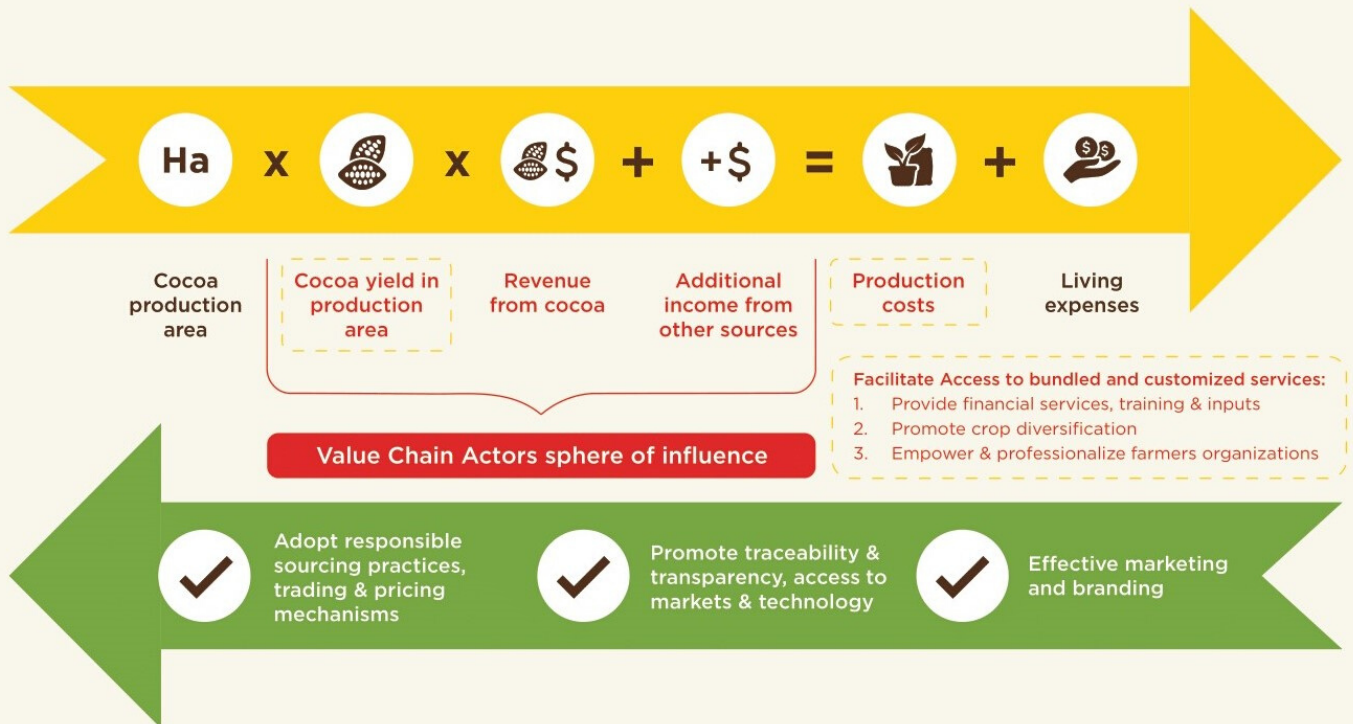 Ha x x $ + +$ = + $ $
Cocoa
production
area
Cocoa yield in
production
area
Revenue
from cocoa
Additional
income from
other sources
Production
costs
Living
expenses
Facilitate Access to bundled and customized services:
1. Provide financial services, training & inputs
2. Promote crop diversification
3. Empower & professionalize farmers organizations
Value Chain Actors sphere of influence
Adopt responsible
sourcing practices,
trading & pricing
mechanisms
Promote traceability &
transparency, access to
markets & technology
Effective marketing
and branding